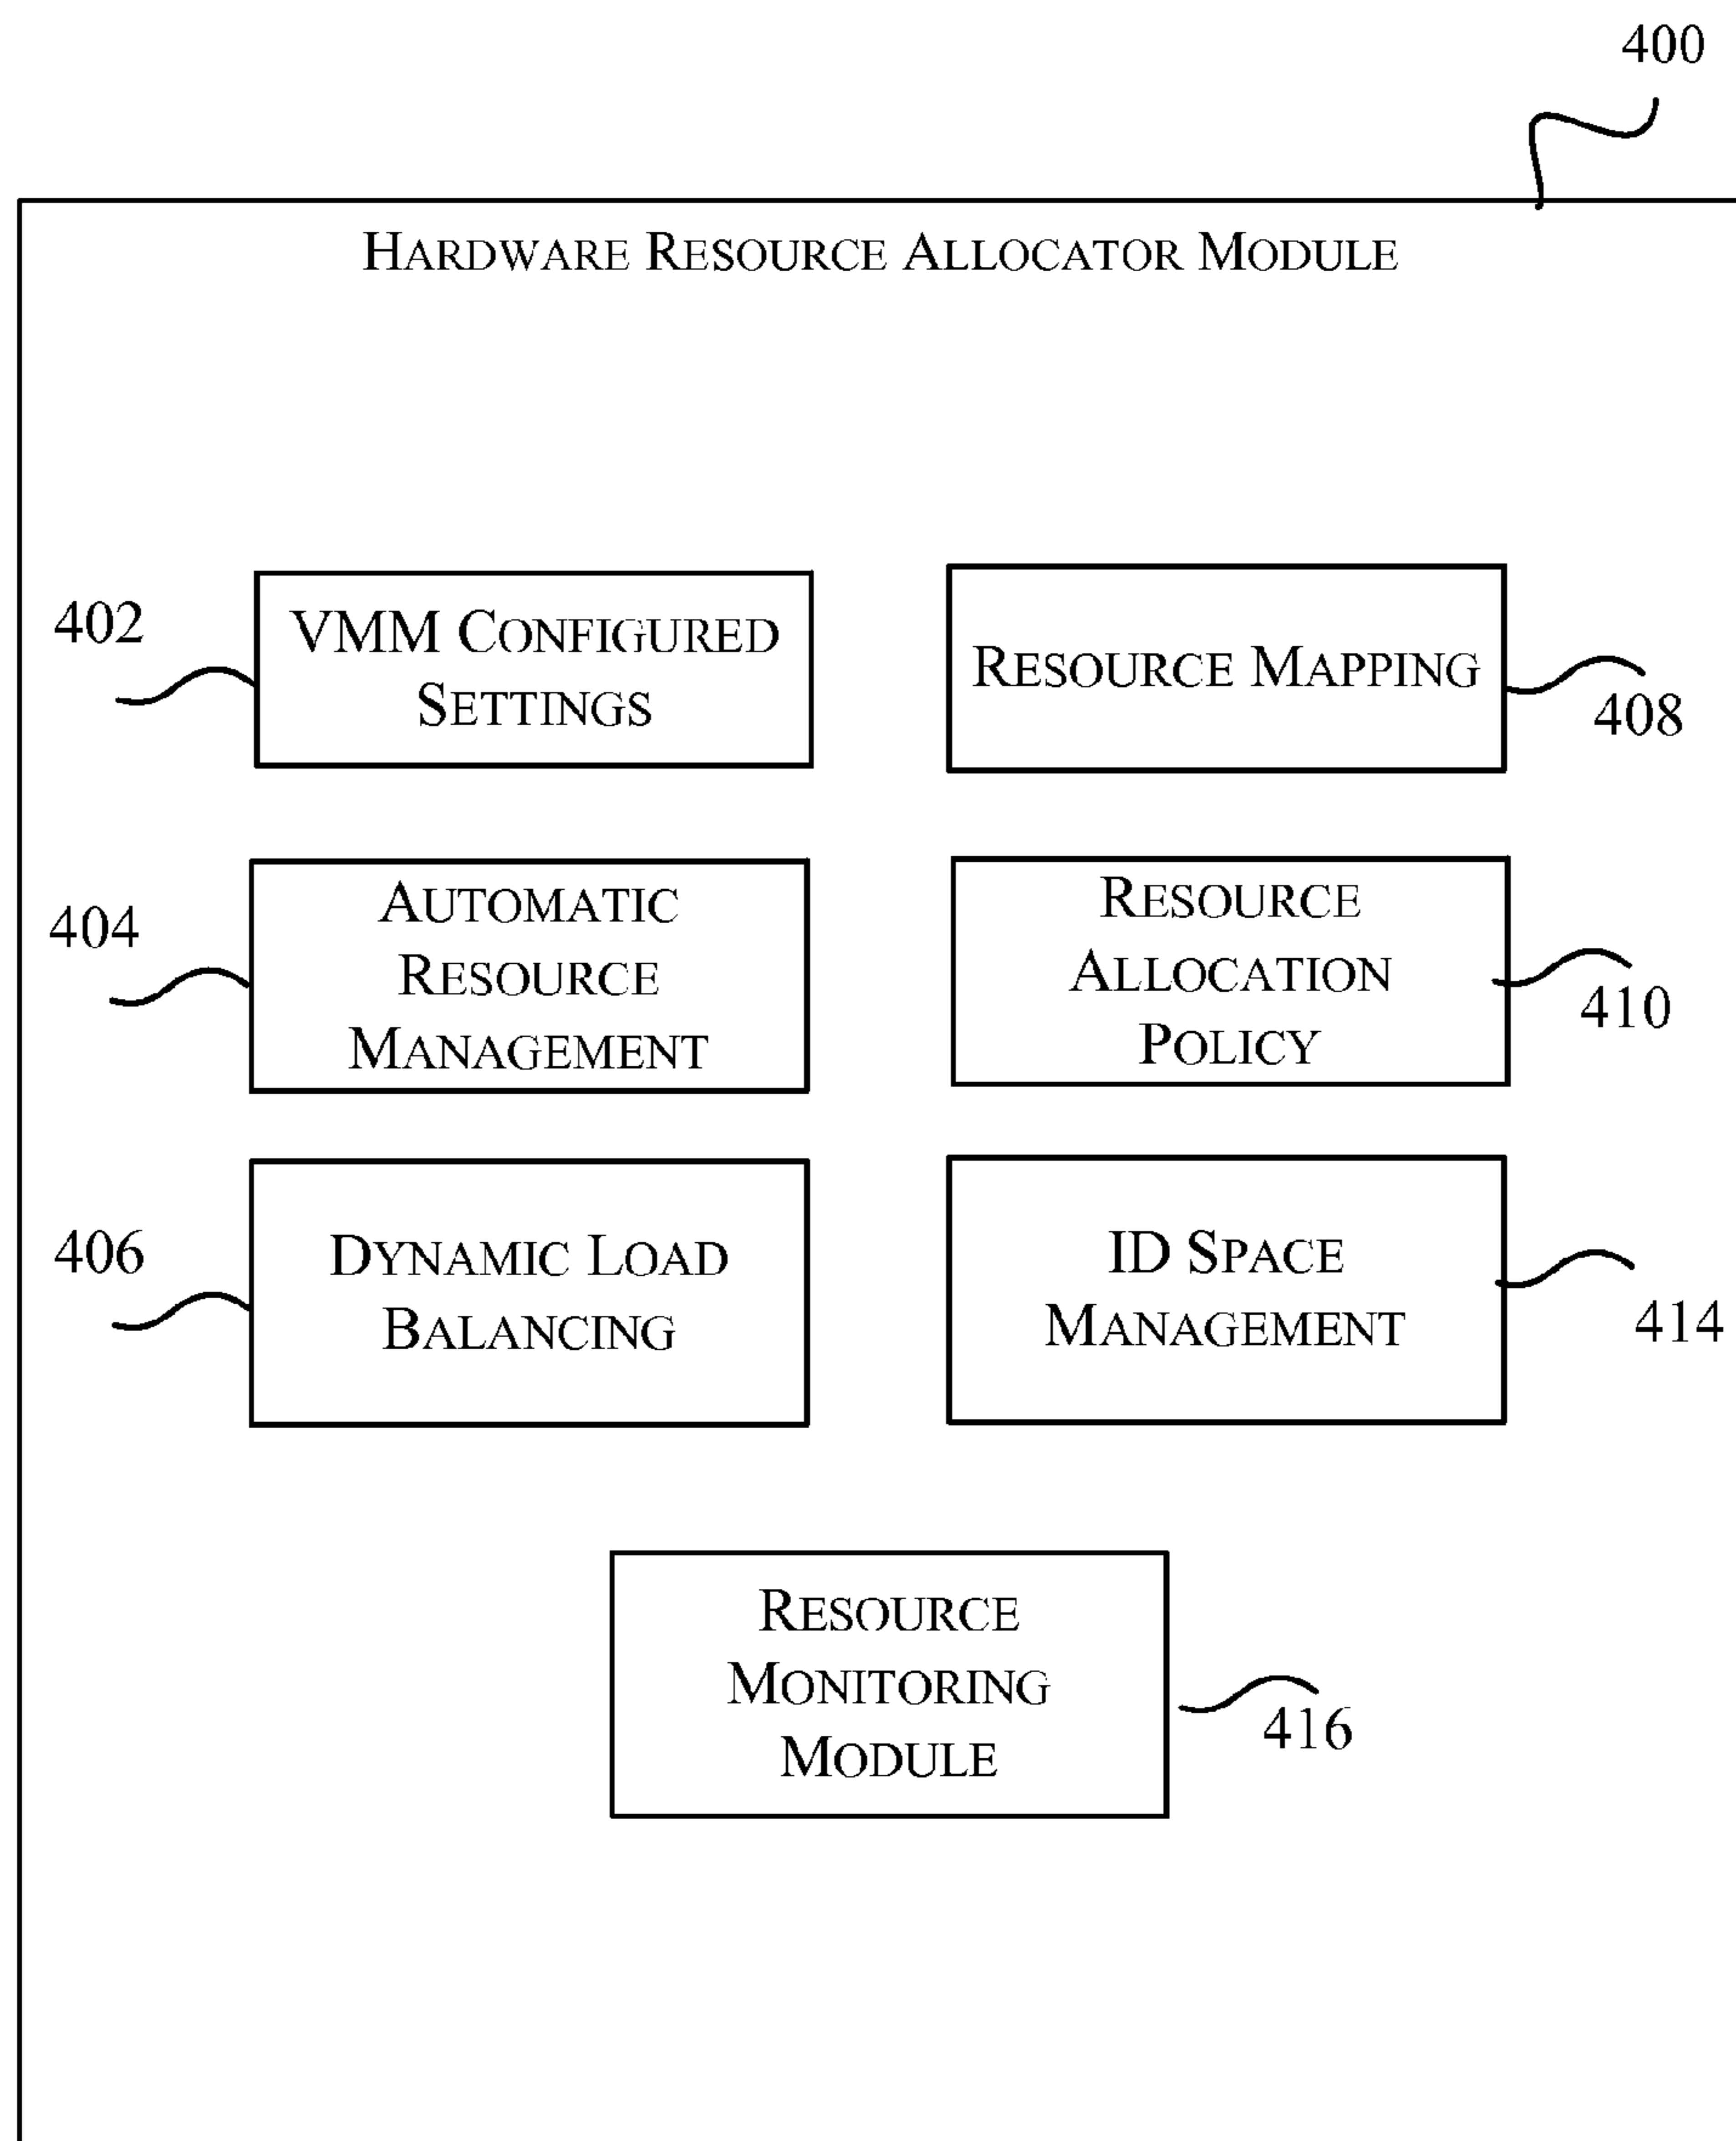 400
HARDWARE RESOURCE ALLOCATOR MODULE
402
VMM CONFIGURED
SETTINGS
RESOURCE MAPPING
408
404
AUTOMATIC
RESOURCE
MANAGEMENT
RESOURCE
ALLOCATION
POLICY
410
406
DYNAMIC LOAD
BALANCING
ID SPACE
MANAGEMENT
414
RESOURCE
MONITORING
MODULE
416